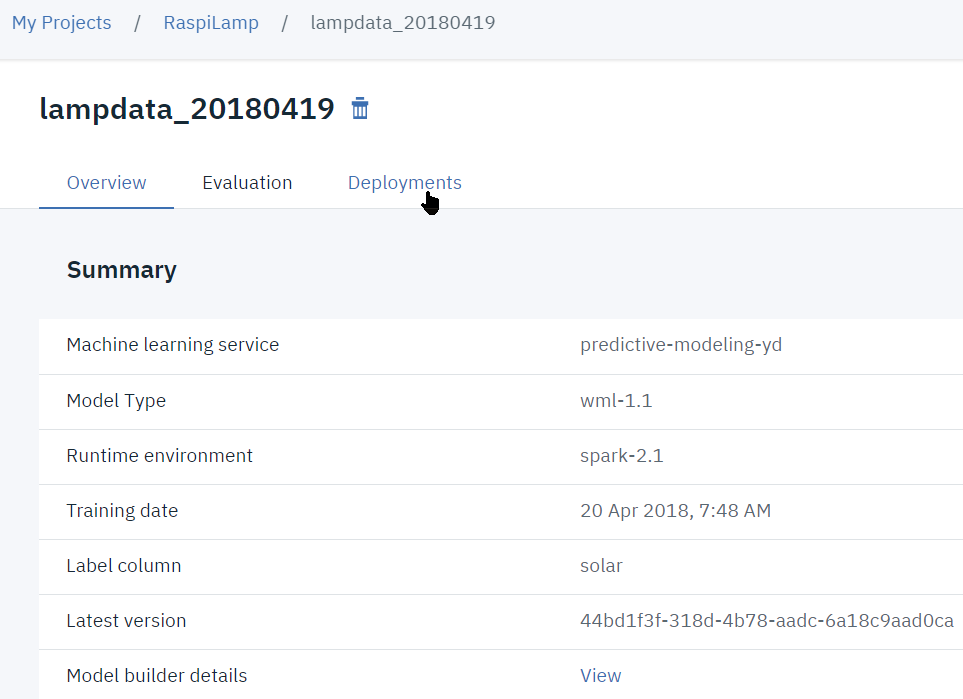 My Projects / RaspiLamp / lampdata_20180419
lampdata_20180419
Overview Evaluation Deployments
Summary
Machine learning service predictive-modeling-yd
Model Type wml-1.1
Runtime environment spark-2.1
Training date 20 Apr 2018, 7:48 AM
Label column solar
Latest version 44bd1f3f-318d-4b78-aadc-6a18c9aad0ca
Model builder details View